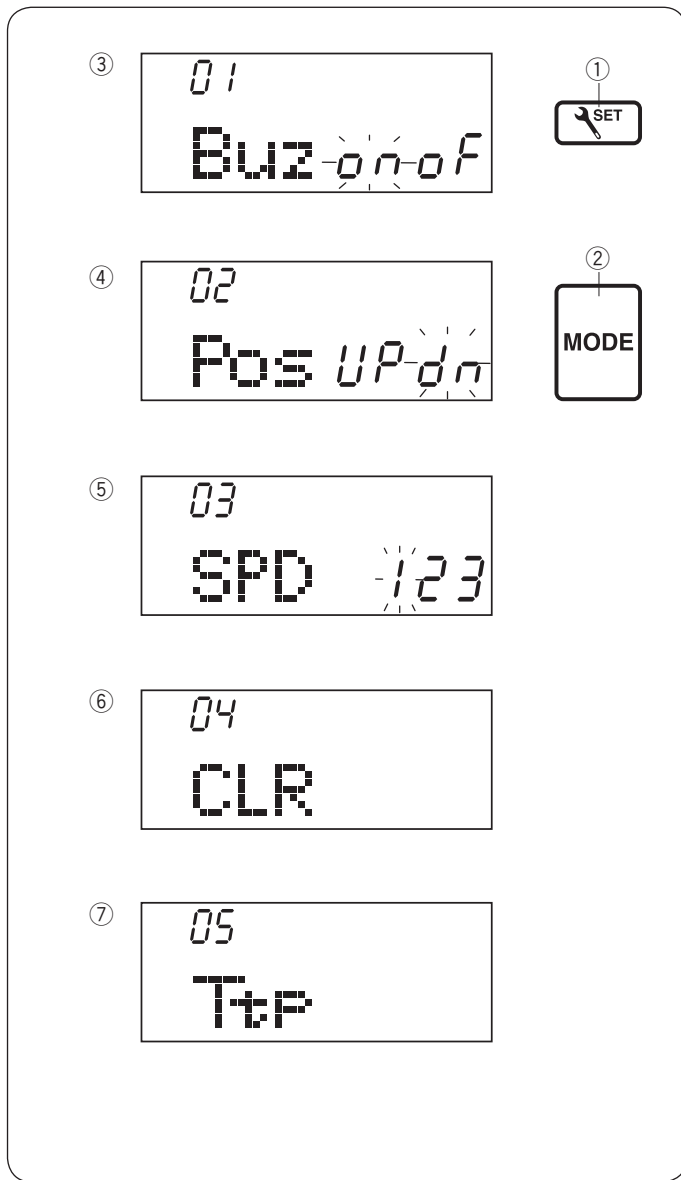 ③ 01
Buz on oF
① SET
④ 02
Pos UP dn
② MODE
⑤ 03
SPD 123
⑥ 04
CLR
⑦ 05
Ttp